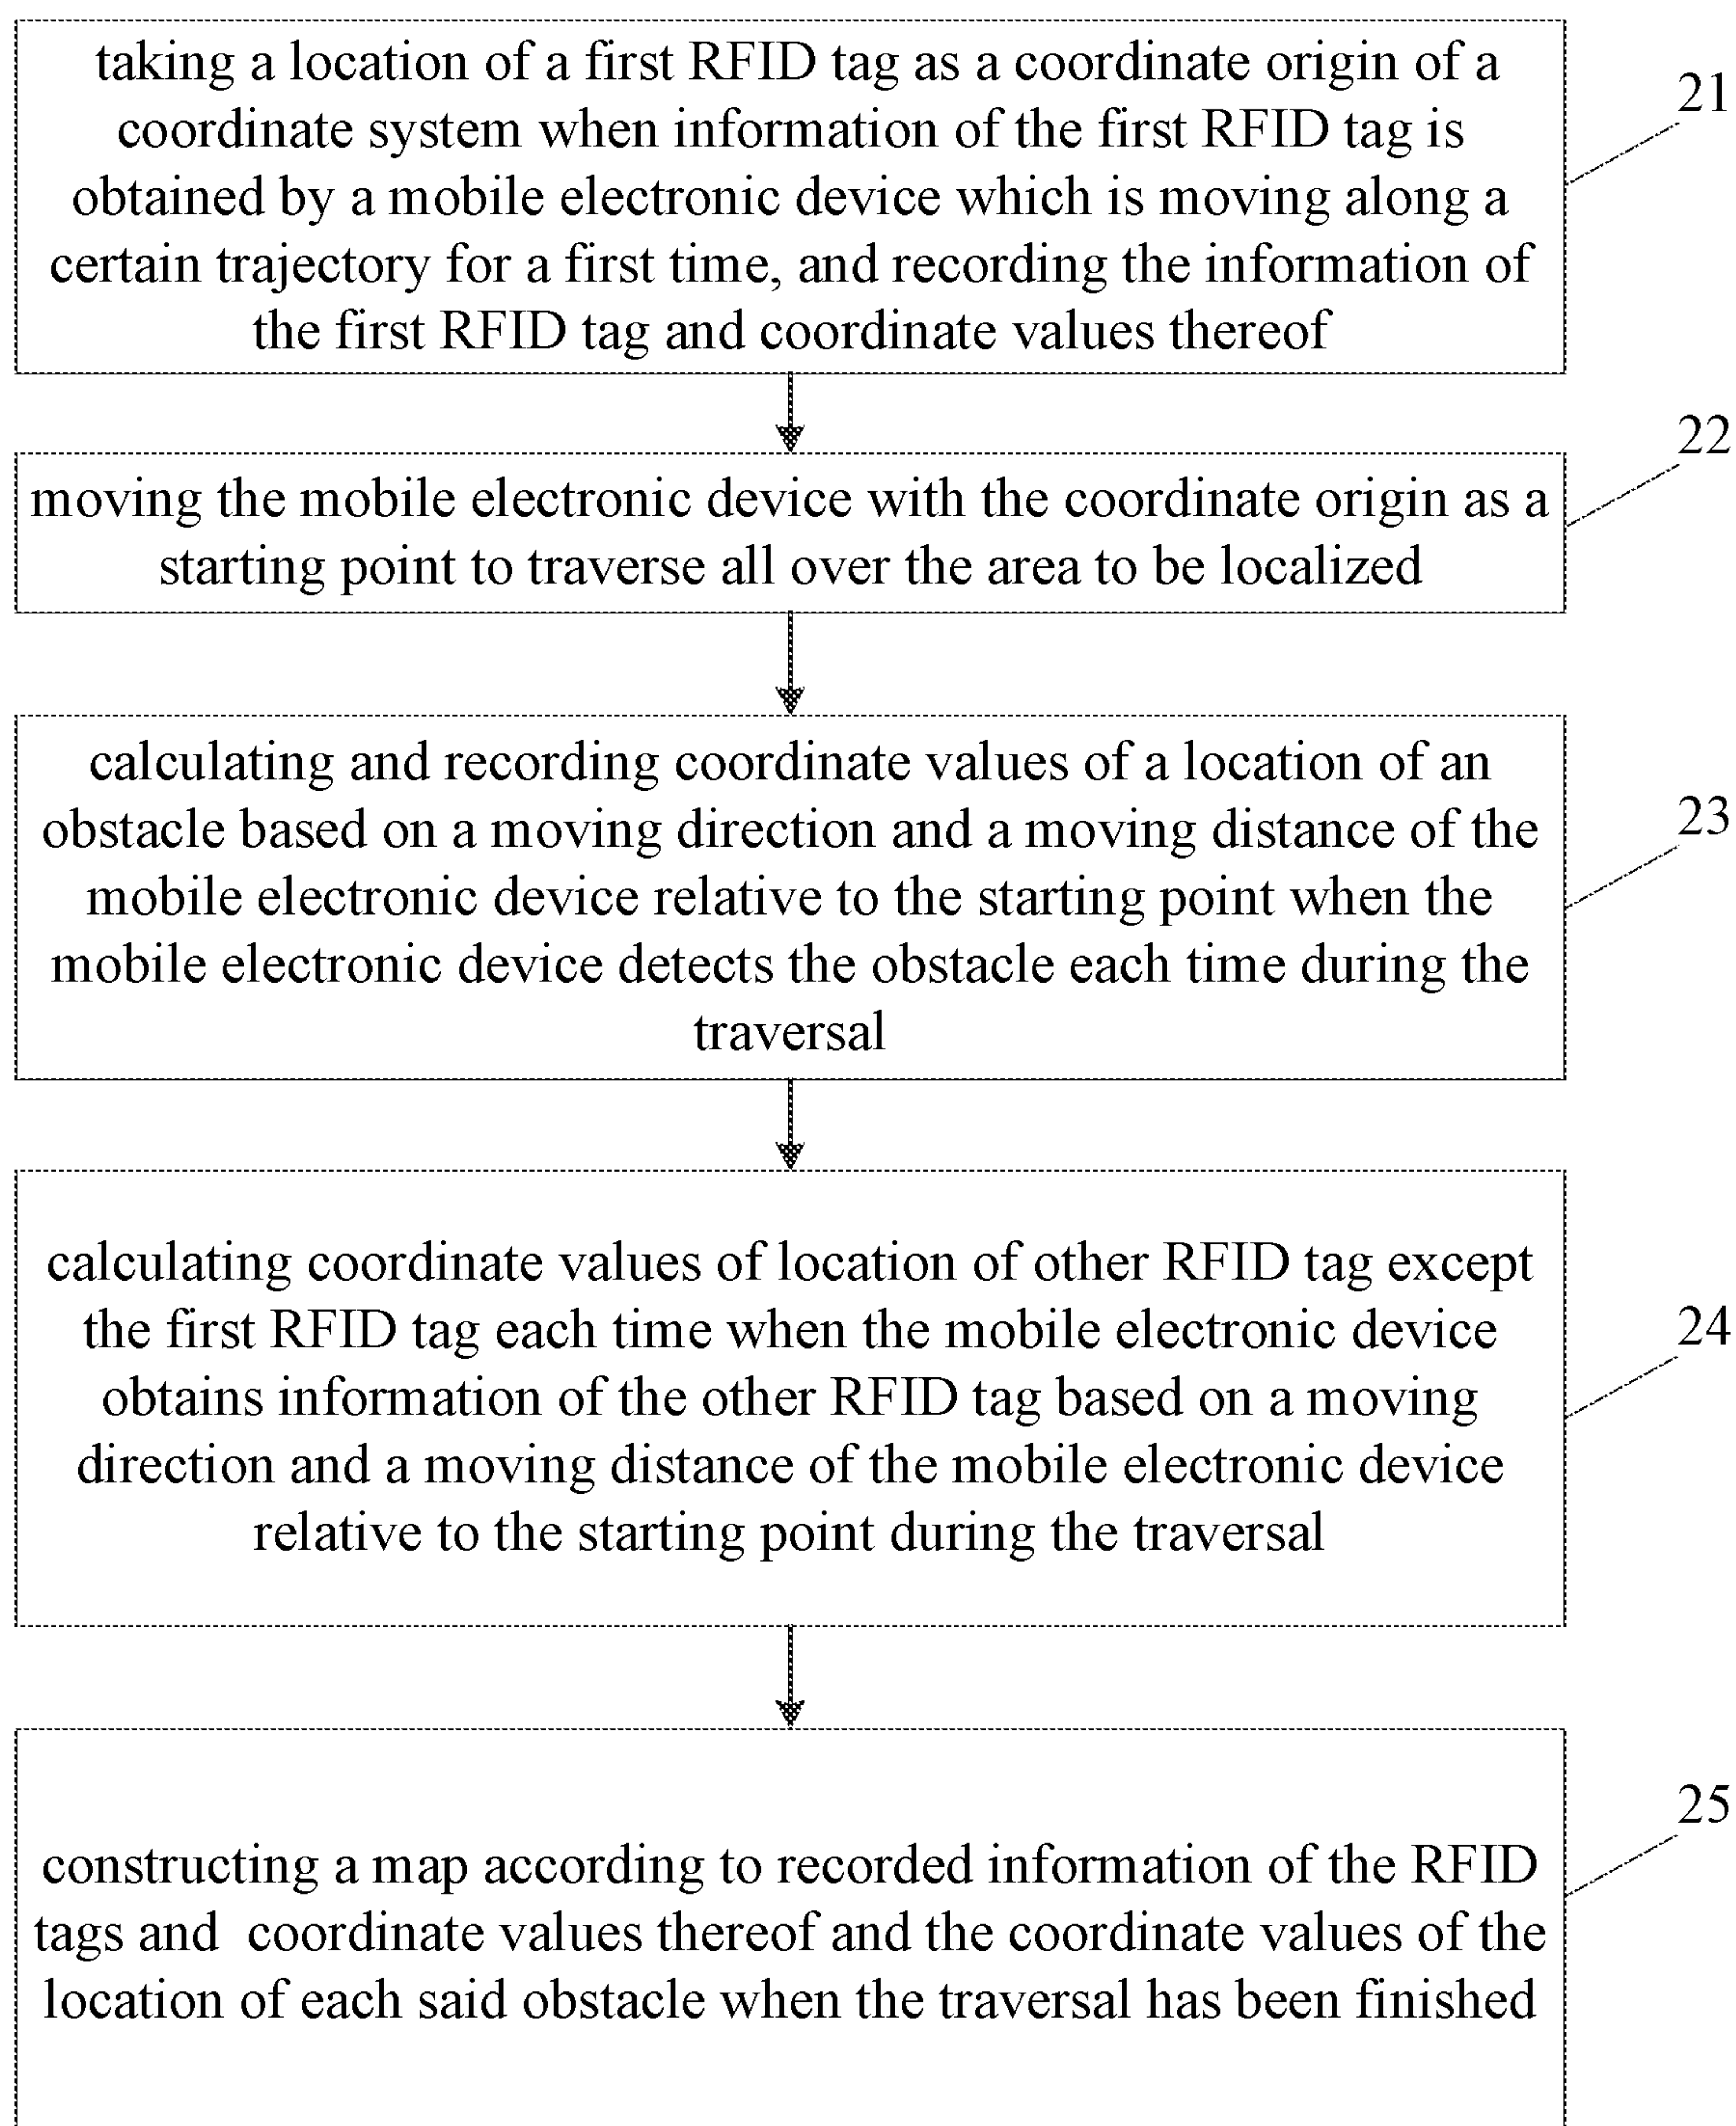 taking a location of a first RFID tag as a coordinate origin of a
coordinate system when information of the first RFID tag is
obtained by a mobile electronic device which is moving along a
certain trajectory for a first time, and recording the information of
the first RFID tag and coordinate values thereof
21
moving the mobile electronic device with the coordinate origin as a
starting point to traverse all over the area to be localized
22
calculating and recording coordinate values of a location of an
obstacle based on a moving direction and a moving distance of the
mobile electronic device relative to the starting point when the
mobile electronic device detects the obstacle each time during the
traversal
23
calculating coordinate values of location of other RFID tag except
the first RFID tag each time when the mobile electronic device
obtains information of the other RFID tag based on a moving
direction and a moving distance of the mobile electronic device
relative to the starting point during the traversal
24
constructing a map according to recorded information of the RFID
tags and coordinate values thereof and the coordinate values of the
location of each said obstacle when the traversal has been finished
25